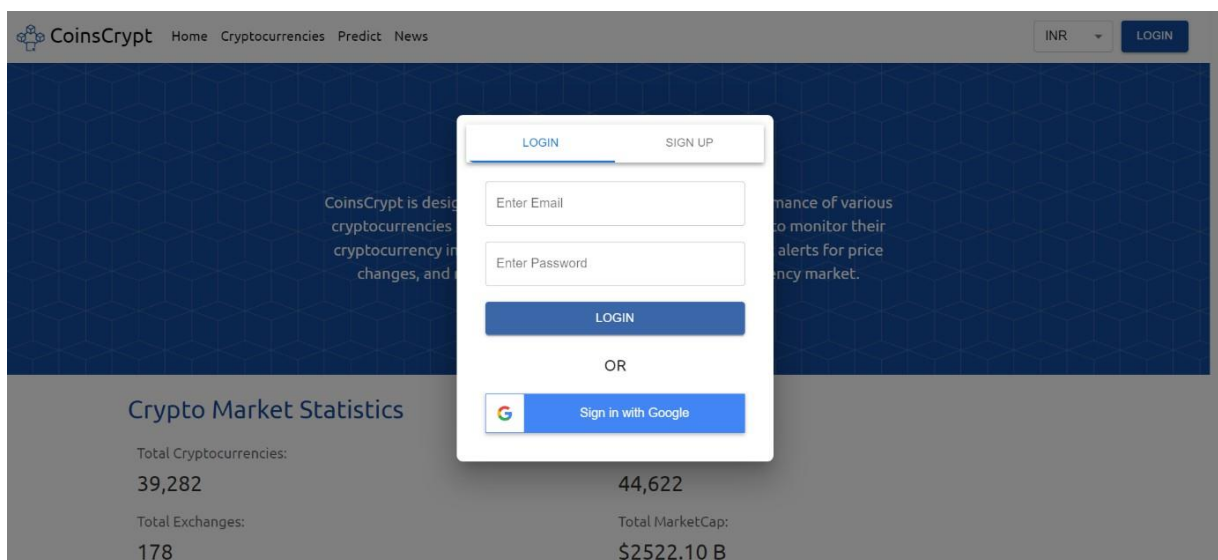 CoinsCrypt Home Cryptocurrencies Predict News INR LOGIN
LOGIN SIGN UP
Enter Email
CoinsCrypt is mance of various
cryptocurrencies to monitor their
cryptocurrency alerts for price
Enter Password
changes, and ency market.
LOGIN
OR
Sign in with Google
Crypto Market Statistics
Total Cryptocurrencies:
39,282
44,622
Total Exchanges:
178
Total MarketCap:
$2522.10 B